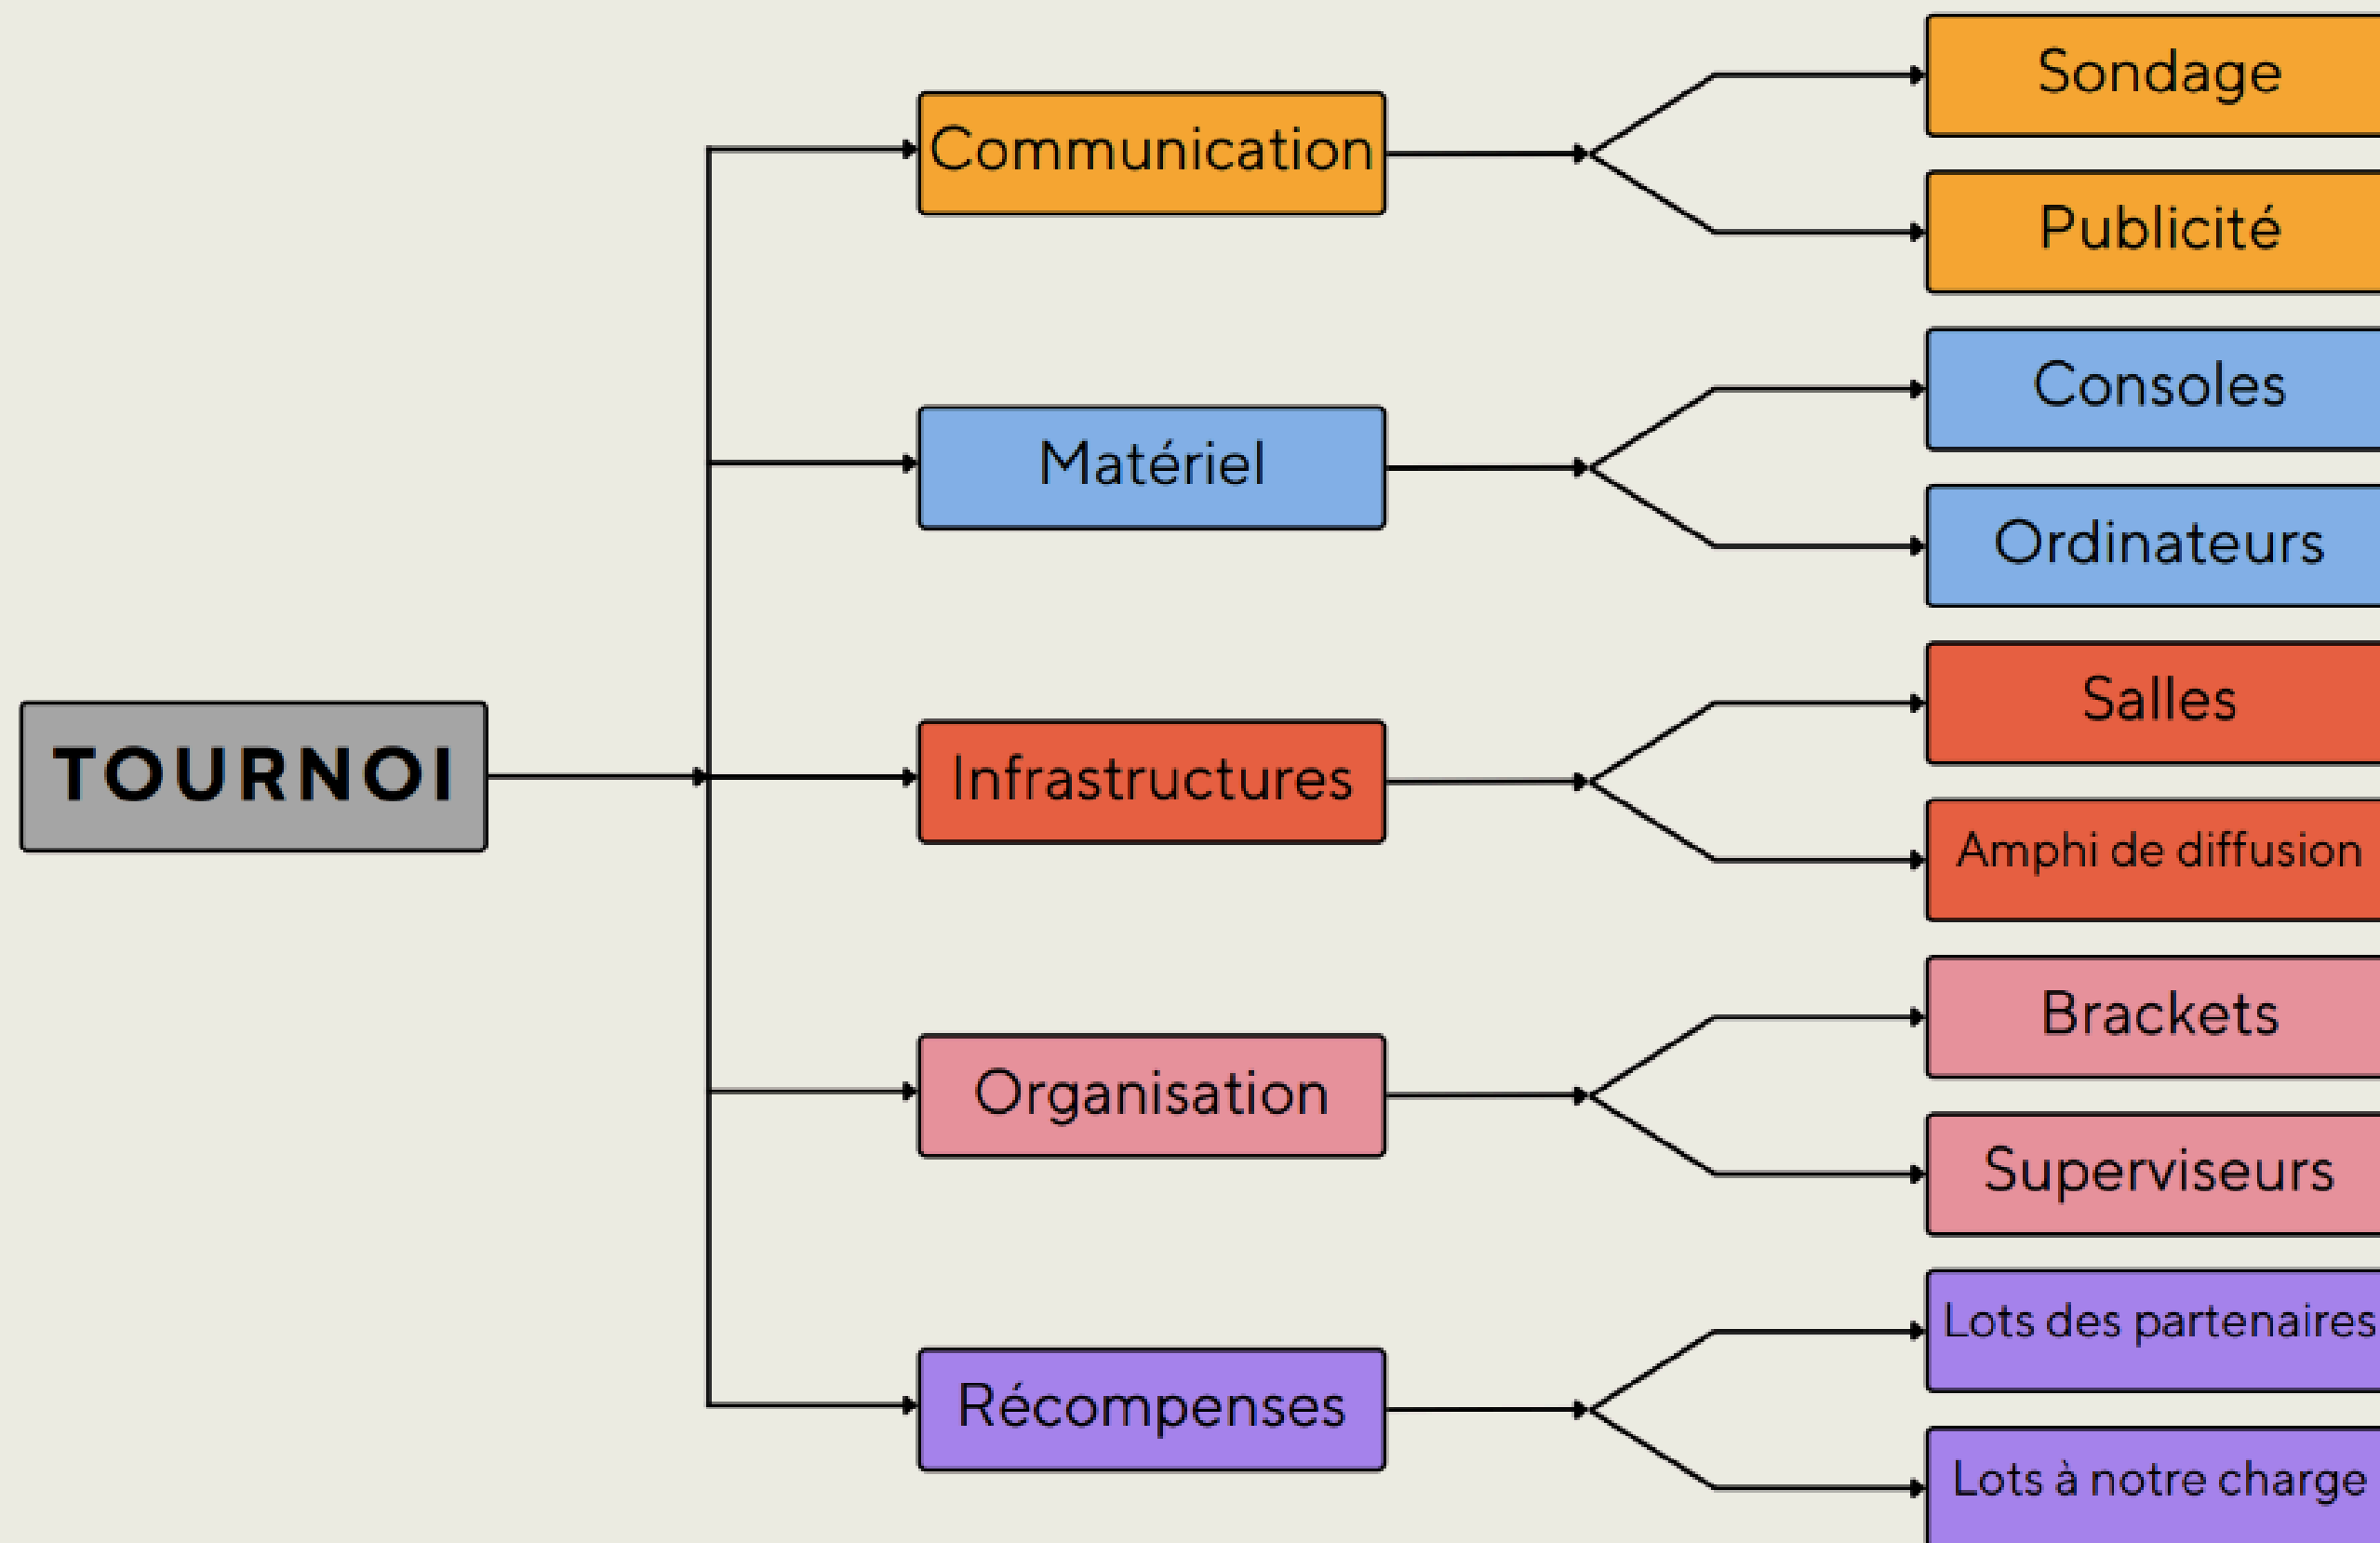 TOURNOI
Communication
Sondage
Publicité
Matériel
Consoles
Ordinateurs
Infrastructures
Salles
Amphi de diffusion
Organisation
Brackets
Superviseurs
Récompenses
Lots des partenaires
Lots à notre charge